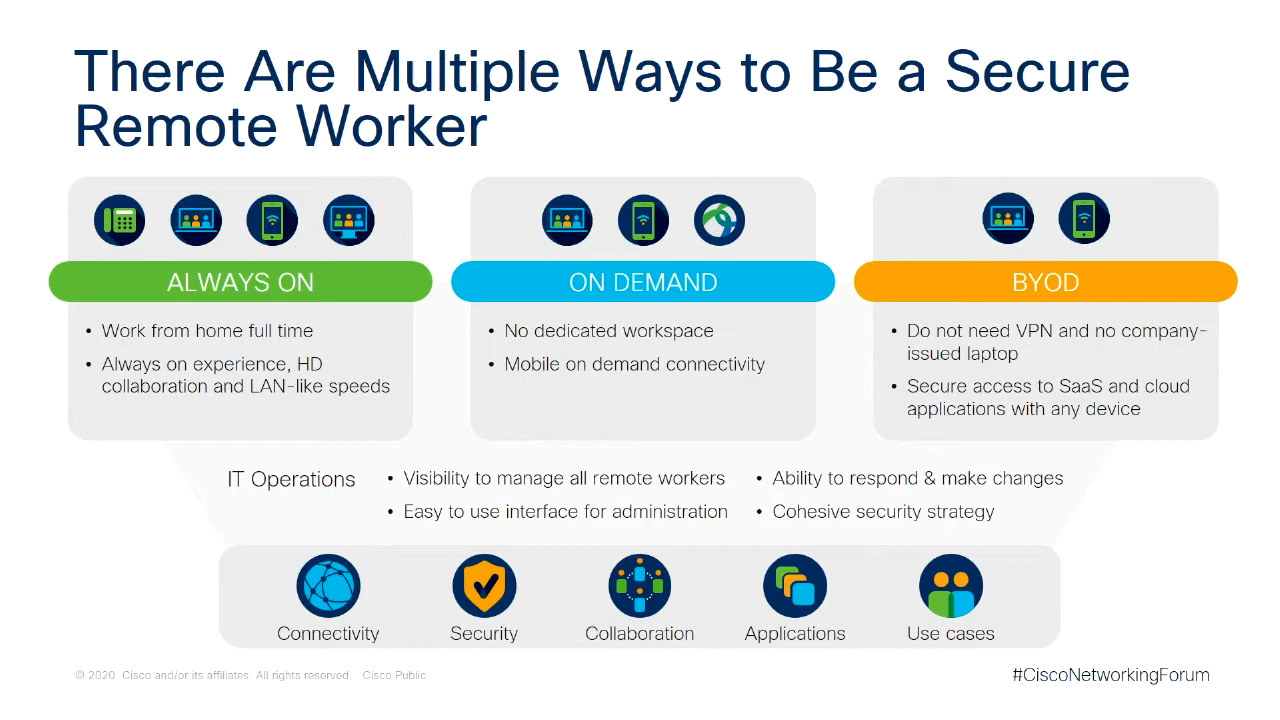 There Are Multiple Ways to Be a Secure
Remote Worker
ALWAYS ON
• Work from home full time
• Always on experience, HD
collaboration and LAN-like speeds
ON DEMAND
• No dedicated workspace
• Mobile on demand connectivity
BYOD
• Do not need VPN and no company-
issued laptop
• Secure access to SaaS and cloud
applications with any device
IT Operations
• Visibility to manage all remote workers
• Easy to use interface for administration
• Ability to respond & make changes
• Cohesive security strategy
Connectivity
Security
Collaboration
Applications
Use cases
© 2020 Cisco and/or its affiliates. All rights reserved. Cisco Public
#CiscoNetworkingForum